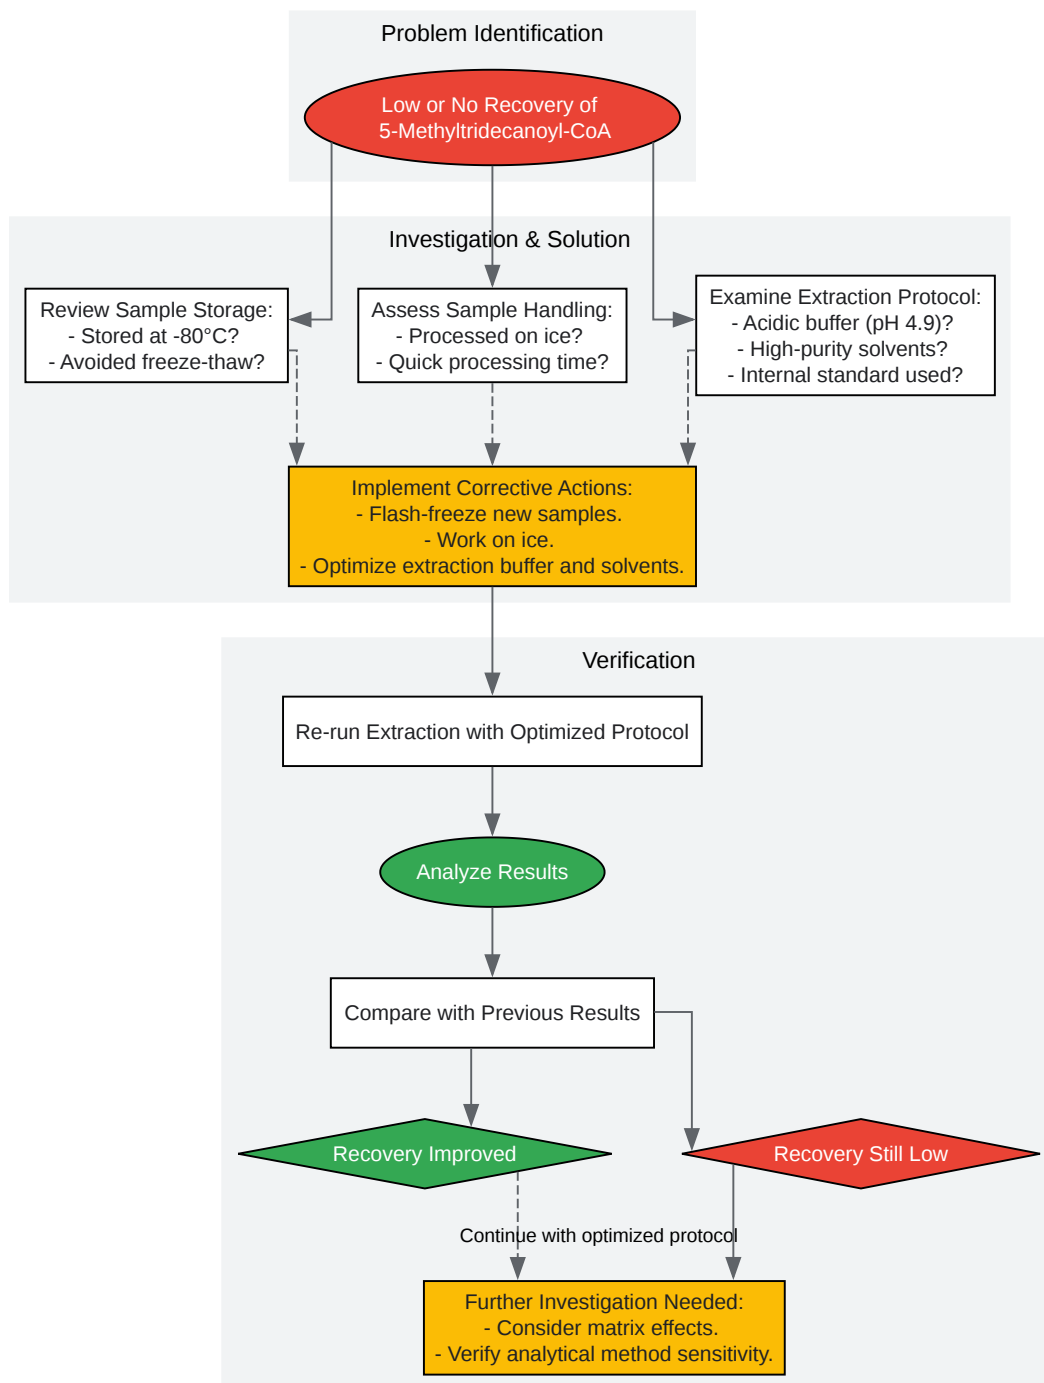 Problem Identification
Low or No Recovery of
5-Methyltridecanoyl-CoA
Investigation & Solution
Review Sample Storage:
- Stored at -80°C?
- Avoided freeze-thaw?
Assess Sample Handling:
- Processed on ice?
- Quick processing time?
Examine Extraction Protocol:
- Acidic buffer (pH 4.9)?
- High-purity solvents?
- Internal standard used?
Implement Corrective Actions:
- Flash-freeze new samples.
- Work on ice.
- Optimize extraction buffer and solvents.
Verification
Re-run Extraction with Optimized Protocol
Analyze Results
Compare with Previous Results
Recovery Improved
Recovery Still Low
Continue with optimized protocol
Further Investigation Needed:
- Consider matrix effects.
- Verify analytical method sensitivity.